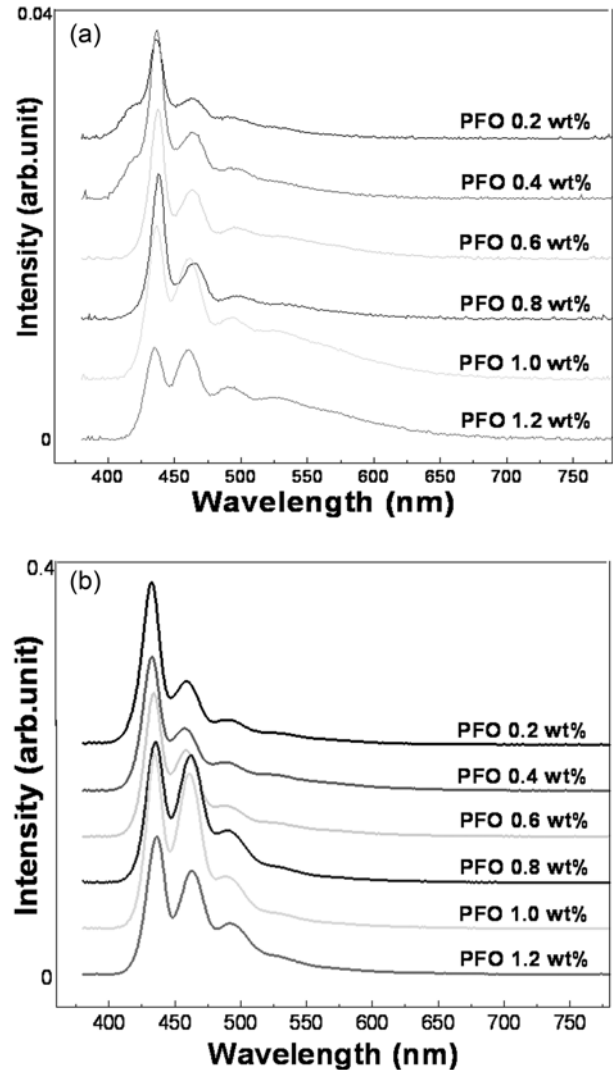 0.04
(a)
PFO 0.2 wt%
PFO 0.4 wt%
PFO 0.6 wt%
PFO 0.8 wt%
PFO 1.0 wt%
PFO 1.2 wt%
Intensity (arb.unit)
0
400 450 500 550 600 650 700 750
Wavelength (nm)
0.4
(b)
PFO 0.2 wt%
PFO 0.4 wt%
PFO 0.6 wt%
PFO 0.8 wt%
PFO 1.0 wt%
PFO 1.2 wt%
Intensity (arb.unit)
0
400 450 500 550 600 650 700 750
Wavelength (nm)